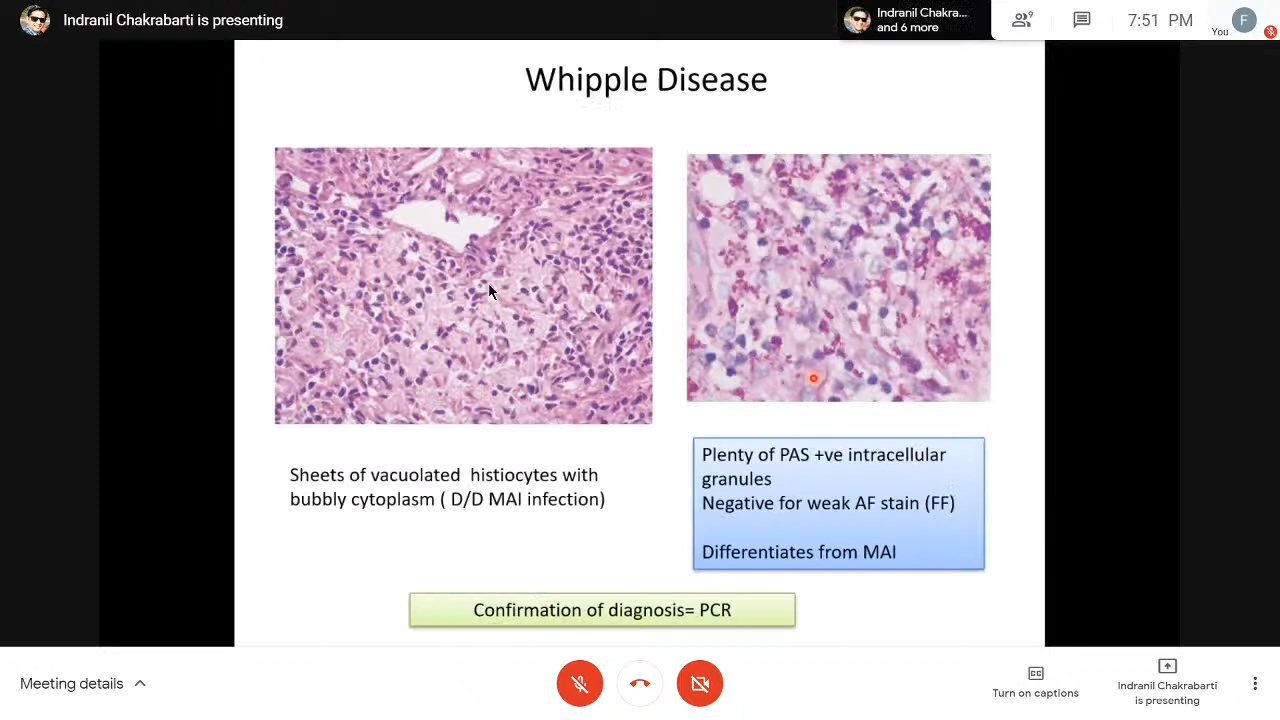 Indranil Chakrabarti is presenting
Indranil Chakra...
and 6 more
9
7:51 PM
You
F
Whipple Disease
Sheets of vacuolated histiocytes with
bubbly cytoplasm ( D/D MAI infection)
Plenty of PAS +ve intracellular
granules
Negative for weak AF stain (FF)
Differentiates from MAI
Confirmation of diagnosis= PCR
Meeting details
CC
Turn on captions
Indranil Chakrabarti
is presenting